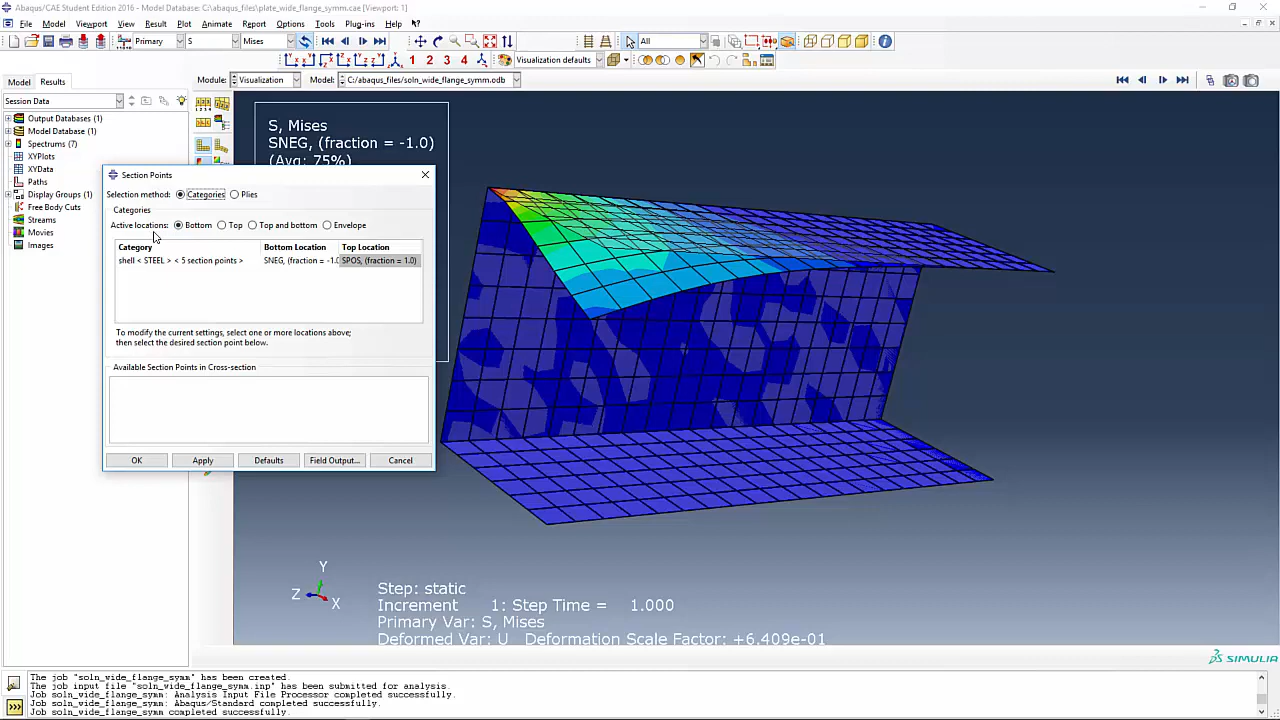 Abaqus/CAE Student Edition 2016 - Model Database: C:/abaqus_files/plate_wide_flange_symm.cae [Viewport: 1]
File Model Viewport View Result Plot Animate Report Options Tools Plug-ins Help
Primary S Mises All
1 2 3 4 Visualization defaults
Model Results Module: Visualization Model: C:/abaqus_files/soln_wide_flange_symm.odb
Session Data
Output Databases (1)
Model Database (1)
Spectrums (7)
XYPlots
XYData
Paths
Display Groups (1)
Free Body Cuts
Streams
Movies
Images
S, Mises
SNEG, (fraction = -1.0)
(Avg: 75%)
Section Points
Selection method: Categories Plies
Categories
Active locations: Bottom Top Top and bottom Envelope
Category Bottom Location Top Location
shell < STEEL > < 5 section points > SNEG, (fraction = -1.0 SPOS, (fraction = 1.0)
To modify the current settings, select one or more locations above;
then select the desired section point below.
Available Section Points in Cross-section
OK Apply Defaults Field Output... Cancel
Y
Z
X
Step: static
Increment 1: Step Time = 1.000
Primary Var: S, Mises
Deformed Var: U Deformation Scale Factor: +6.409e-01
SIMULIA
The job "soln_wide_flange_symm" has been created.
The job input file "soln_wide_flange_symm.inp" has been submitted for analysis.
Job soln_wide_flange_symm: Analysis Input File Processor completed successfully.
Job soln_wide_flange_symm: Abaqus/Standard completed successfully.
Job soln_wide_flange_symm completed successfully.